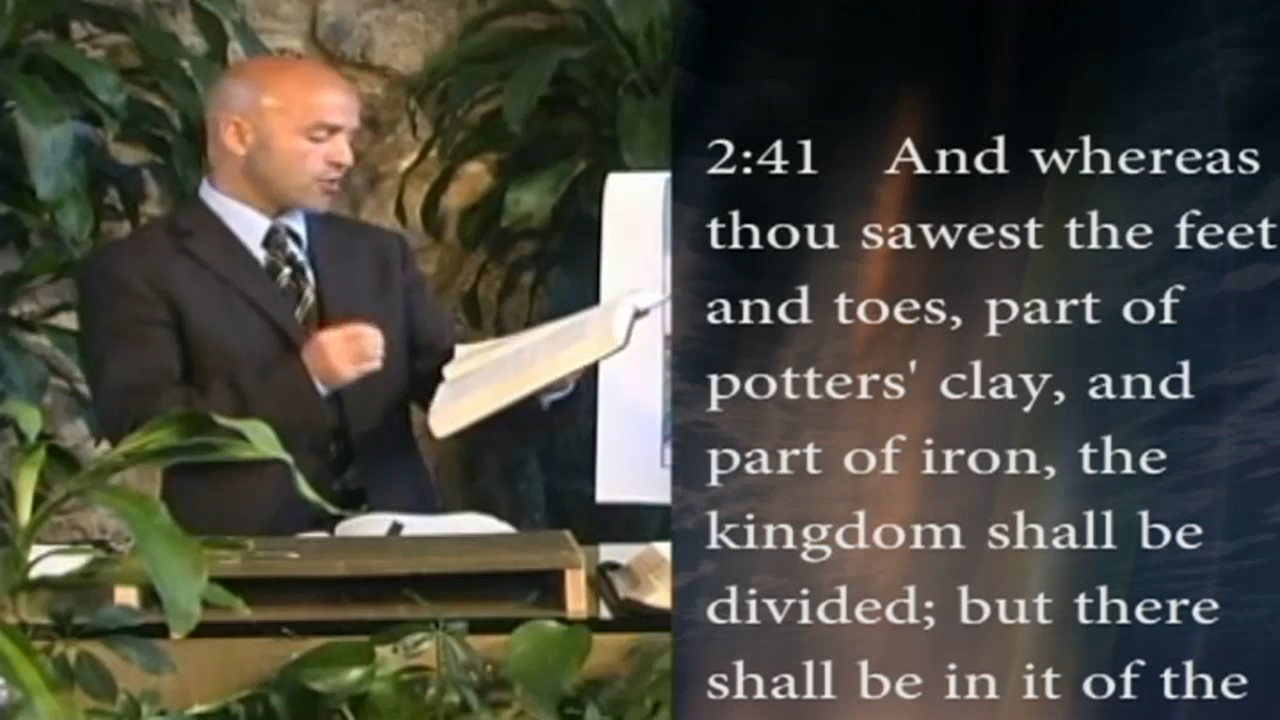 2:41 And whereas
thou sawest the feet
and toes, part of
potters' clay, and
part of iron, the
kingdom shall be
divided; but there
shall be in it of the